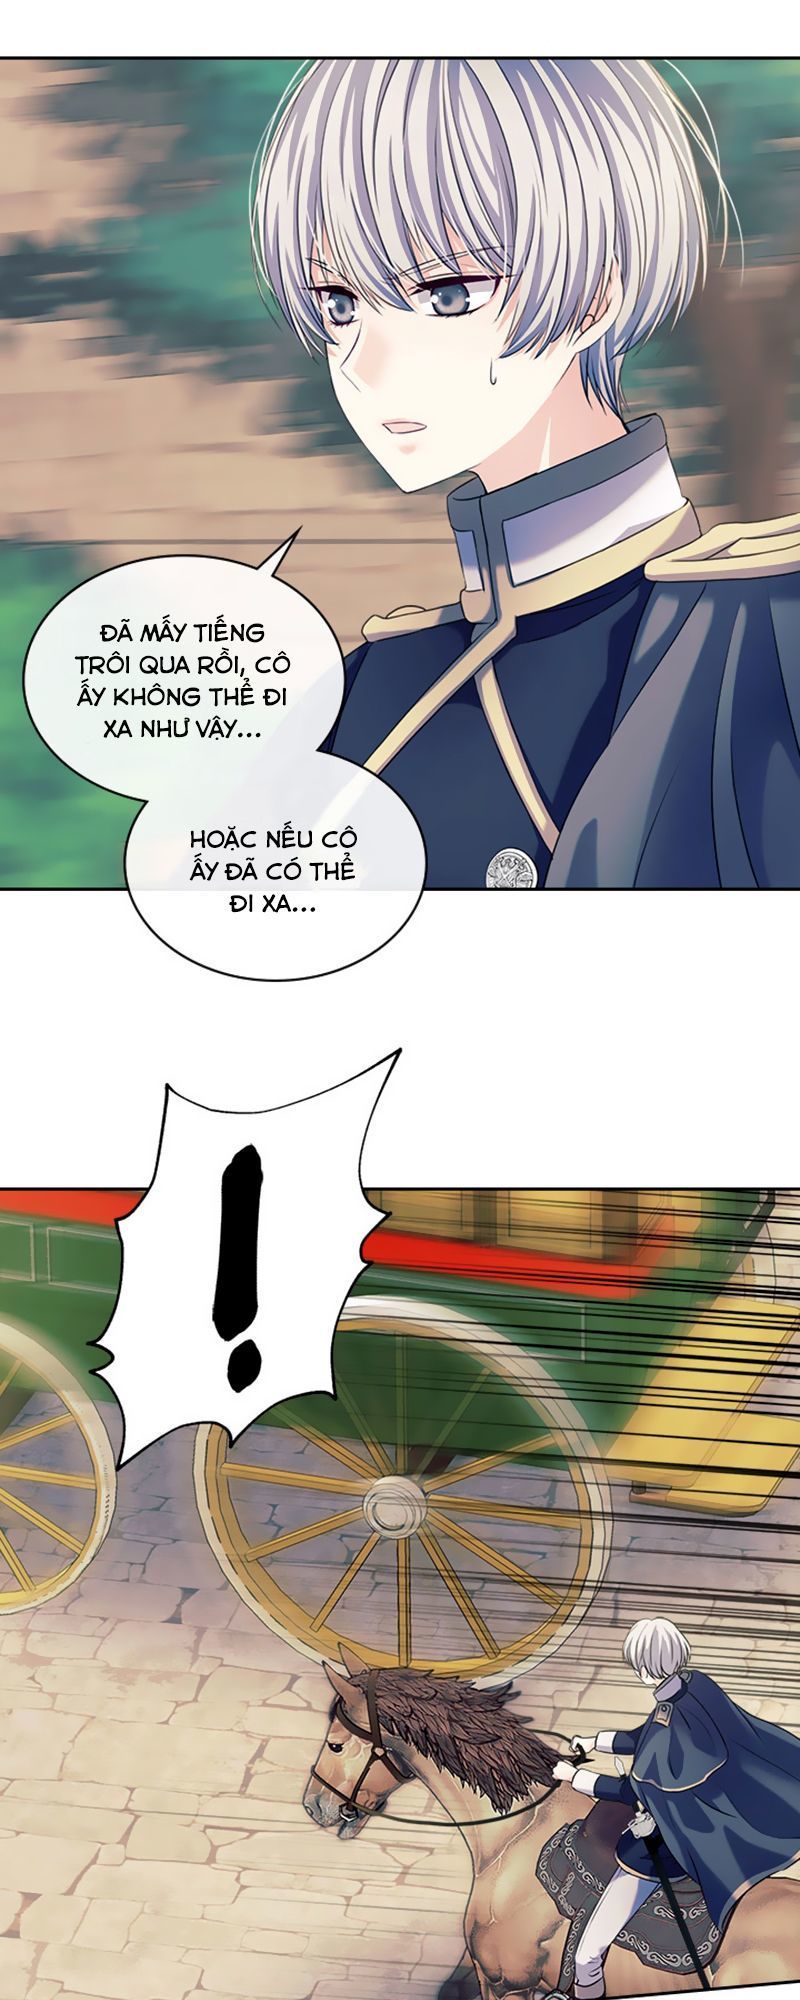 ĐÃ MẤY TIẾNG
TRÔI QUA RỒI, CÔ
ẤY KHÔNG THỂ ĐI
XA NHƯ VẬY...
HOẶC NẾU CÔ
ẤY ĐÃ CÓ THỂ
ĐI XA...
!